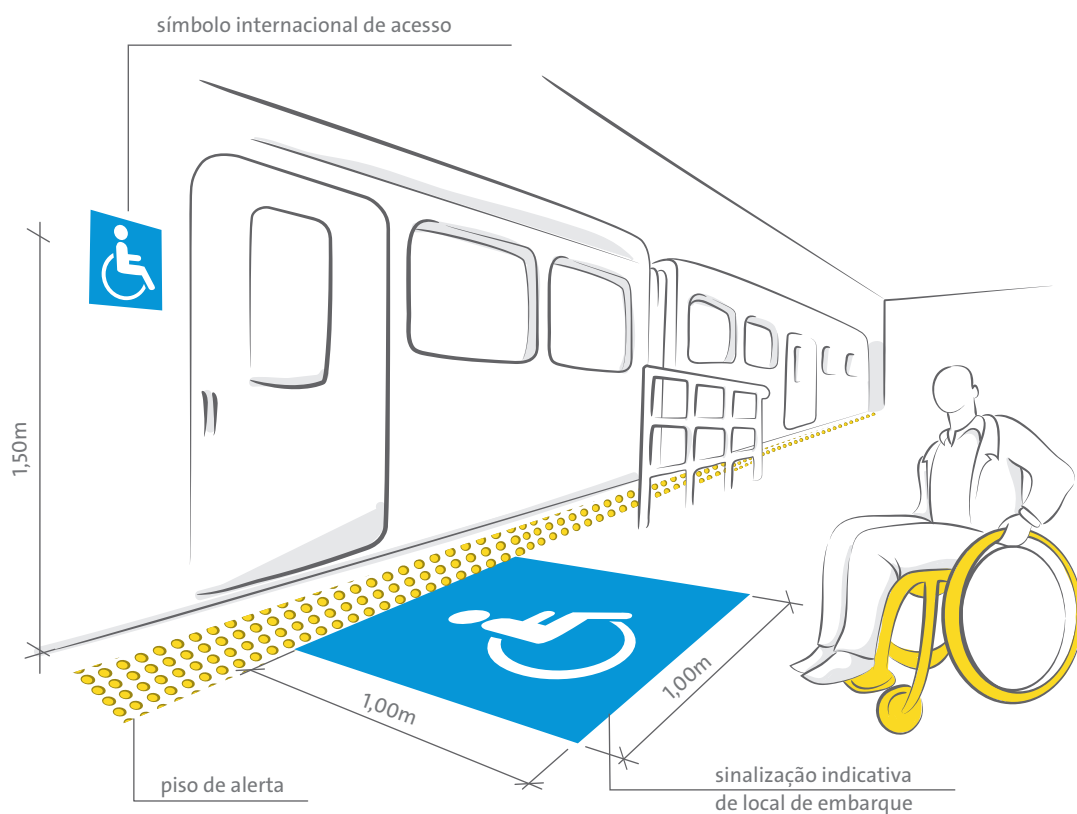 símbolo internacional de acesso
1,50m
1,00m
1,00m
piso de alerta
sinalização indicativa
de local de embarque